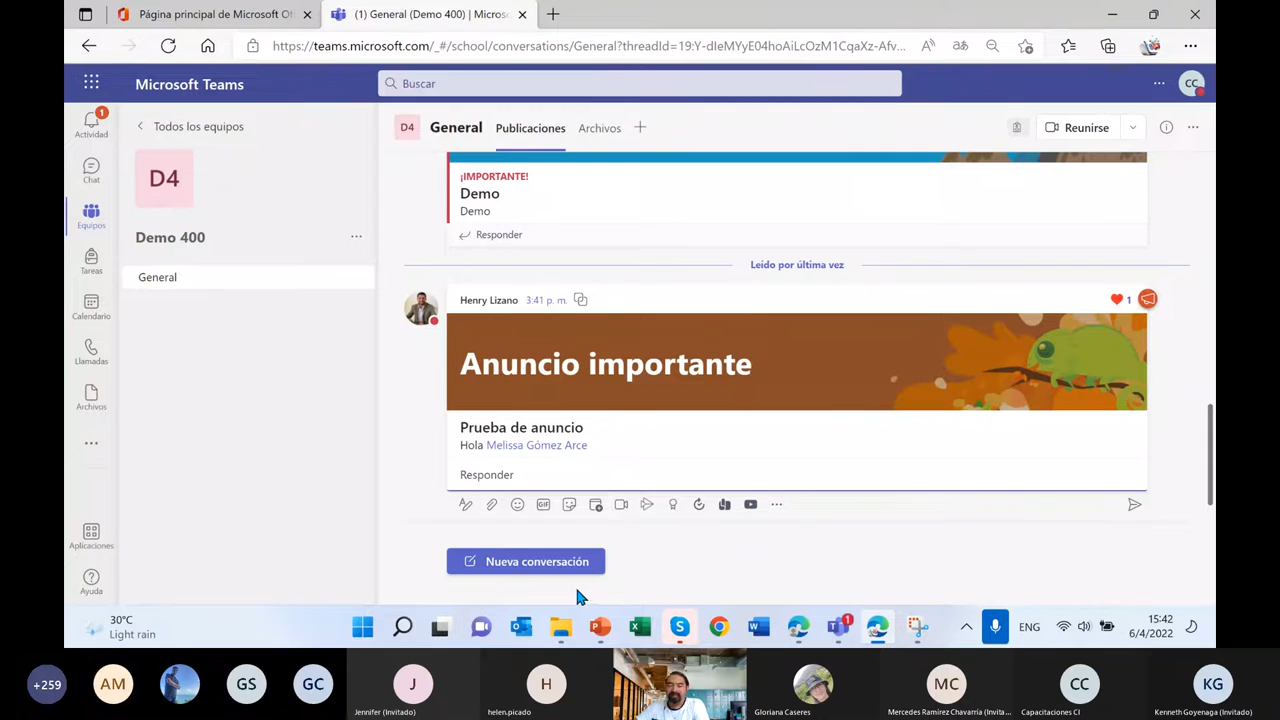 Página principal de Microsoft Of
(1) General (Demo 400) | Micros
https://teams.microsoft.com/_#/school/conversations/General?threadId=19:Y-dIeMYyE04hoAiLcOzM1CqaXz-Afv...
Microsoft Teams
Buscar
CC
1
Actividad
Chat
Equipos
Tareas
Calendario
Llamadas
Archivos
Aplicaciones
Ayuda
Todos los equipos
D4
Demo 400
General
D4
General
Publicaciones
Archivos
Reunirse
¡IMPORTANTE!
Demo
Demo
Responder
Leído por última vez
Henry Lizano 3:41 p. m.
1
Anuncio importante
Prueba de anuncio
Hola Melissa Gómez Arce
Responder
GIF
Nueva conversación
30°C
Light rain
1
ENG
15:42
6/4/2022
+259
AM
GS
GC
J
Jennifer (Invitado)
H
helen.picado
Gloriana Caseres
MC
Mercedes Ramírez Chavarría (Invita...
CC
Capacitaciones CI
KG
Kenneth Goyenaga (Invitado)